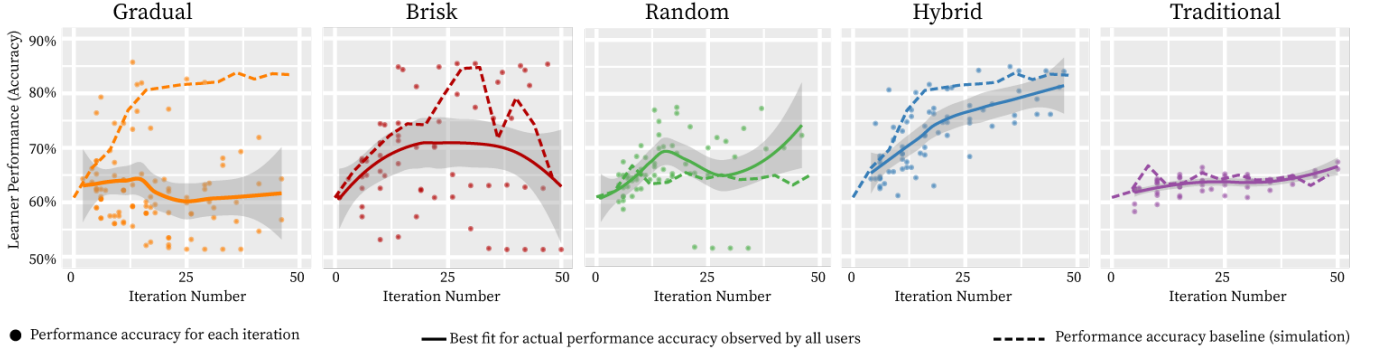 Gradual Brisk Random Hybrid Traditional
Learner Performance (Accuracy)
90%
80%
70%
60%
50%
0 25 50 0 25 50 0 25 50 0 25 50 0 25 50
Iteration Number Iteration Number Iteration Number Iteration Number Iteration Number
Performance accuracy for each iteration Best fit for actual performance accuracy observed by all users Performance accuracy baseline (simulation)